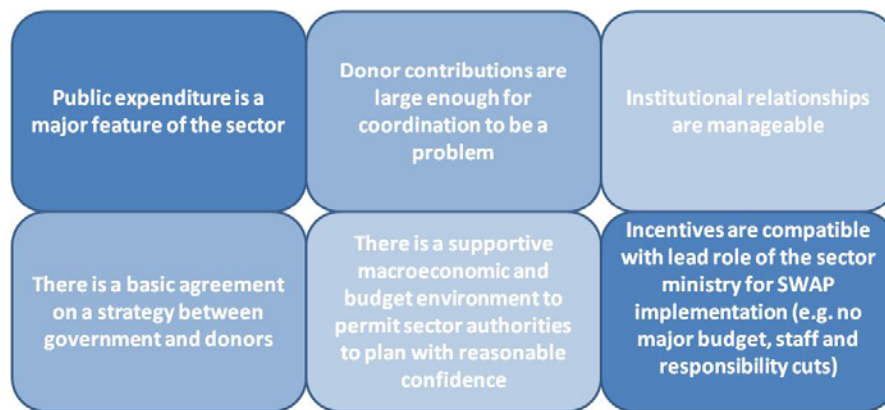 Public expenditure is a
major feature of the sector
Donor contributions are
large enough for
coordination to be a
problem
Institutional relationships
are manageable
There is a basic agreement
on a strategy between
government and donors
There is a supportive
macroeconomic and
budget environment to
permit sector authorities
to plan with reasonable
confidence
Incentives are compatible
with lead role of the sector
ministry for SWAP
implementation (e.g. no
major budget, staff and
responsibility cuts)